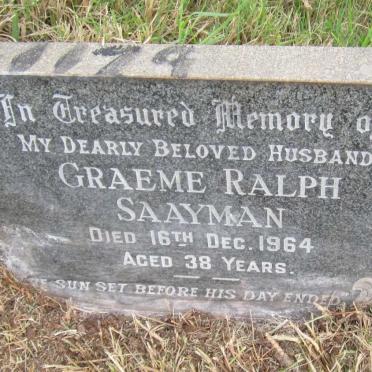 In Treasured Memory o
MY DEARLY BELOVED HUSBAND
GRAEME RALPH
SAAYMAN
DIED 16TH DEC. 1964
AGED 38 YEARS.
SUN SET BEFORE HIS DAY ENDED